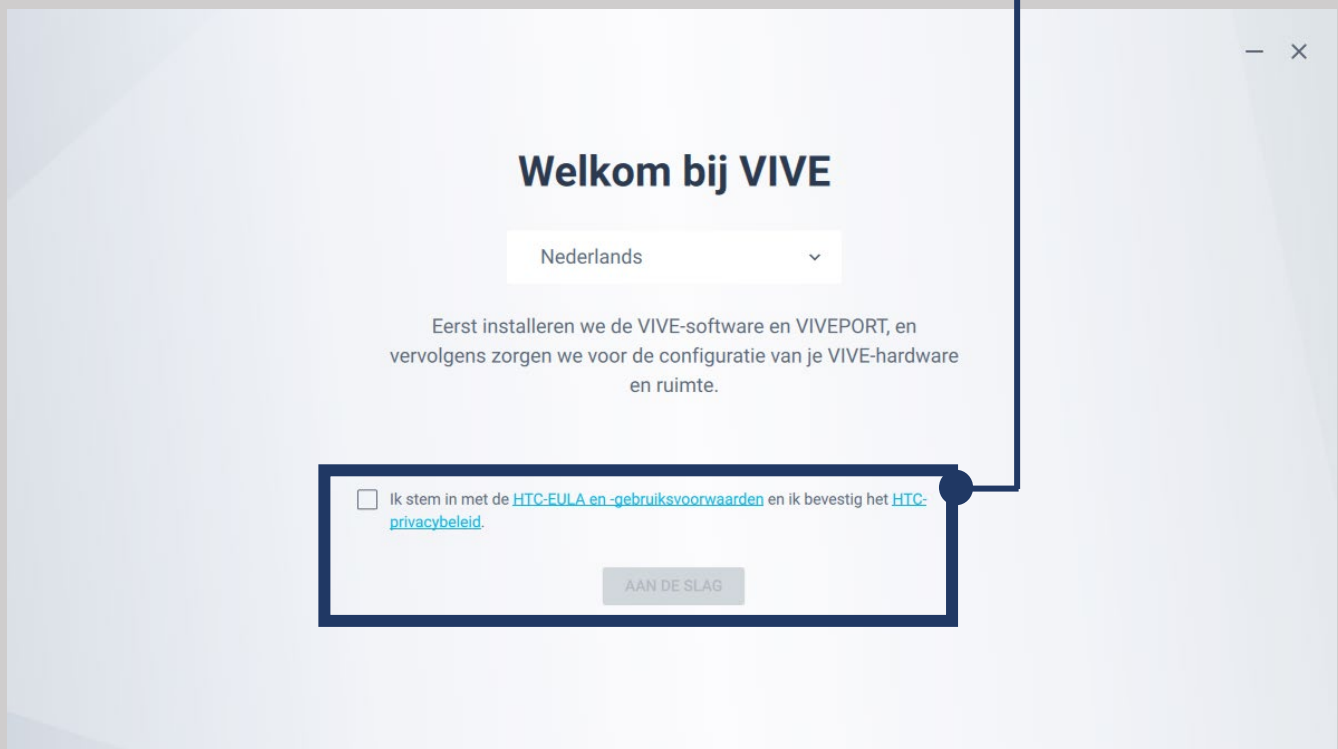 Welkom bij VIVE
Nederlands
Eerst installeren we de VIVE-software en VIVEPORT, en
vervolgens zorgen we voor de configuratie van je VIVE-hardware
en ruimte.
Ik stem in met de HTC-EULA en -gebruiksvoorwaarden en ik bevestig het HTC-
privacybeleid.
AAN DE SLAG